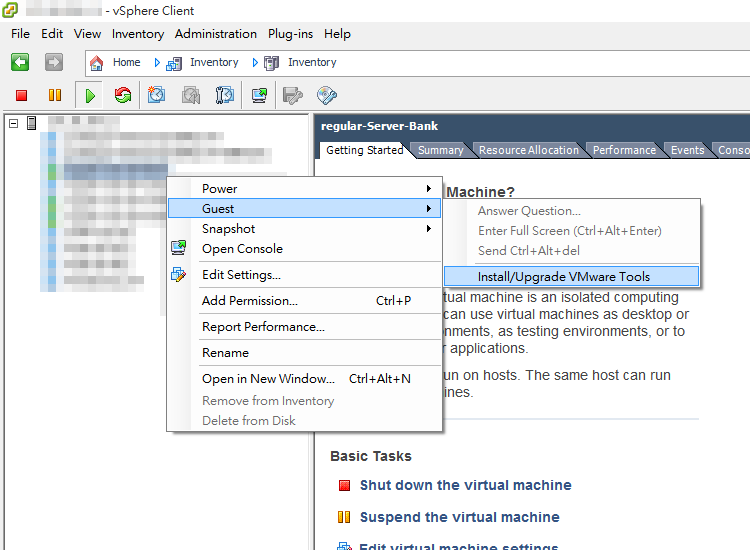 - vSphere Client
File Edit View Inventory Administration Plug-ins Help
Home Inventory Inventory
regular-Server-Bank
Getting Started Summary Resource Allocation Performance Events Conso
Machine?
Power
Guest
Snapshot
Open Console
Edit Settings...
Add Permission... Ctrl+P
Report Performance...
Rename
Open in New Window... Ctrl+Alt+N
Remove from Inventory
Delete from Disk
Answer Question...
Enter Full Screen (Ctrl+Alt+Enter)
Send Ctrl+Alt+del
Install/Upgrade VMware Tools
tual machine is an isolated computing
can use virtual machines as desktop or
nments, as testing environments, or to
r applications.
un on hosts. The same host can run
ines.
Basic Tasks
Shut down the virtual machine
Suspend the virtual machine
Edit virtual machine settings